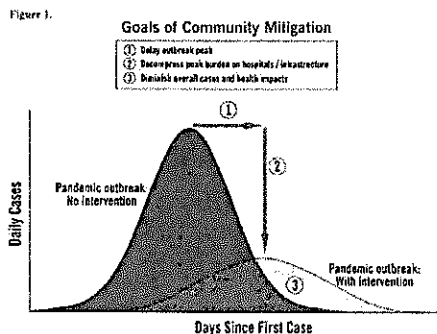 Figure 1.
Goals of Community Mitigation
① Delay outbreak peak
② Decompress peak burden on hospitals / infrastructure
③ Diminish overall cases and health impacts
①
②
Pandemic outbreak:
No Intervention
Daily Cases
③
Pandemic outbreak:
With Intervention
Days Since First Case